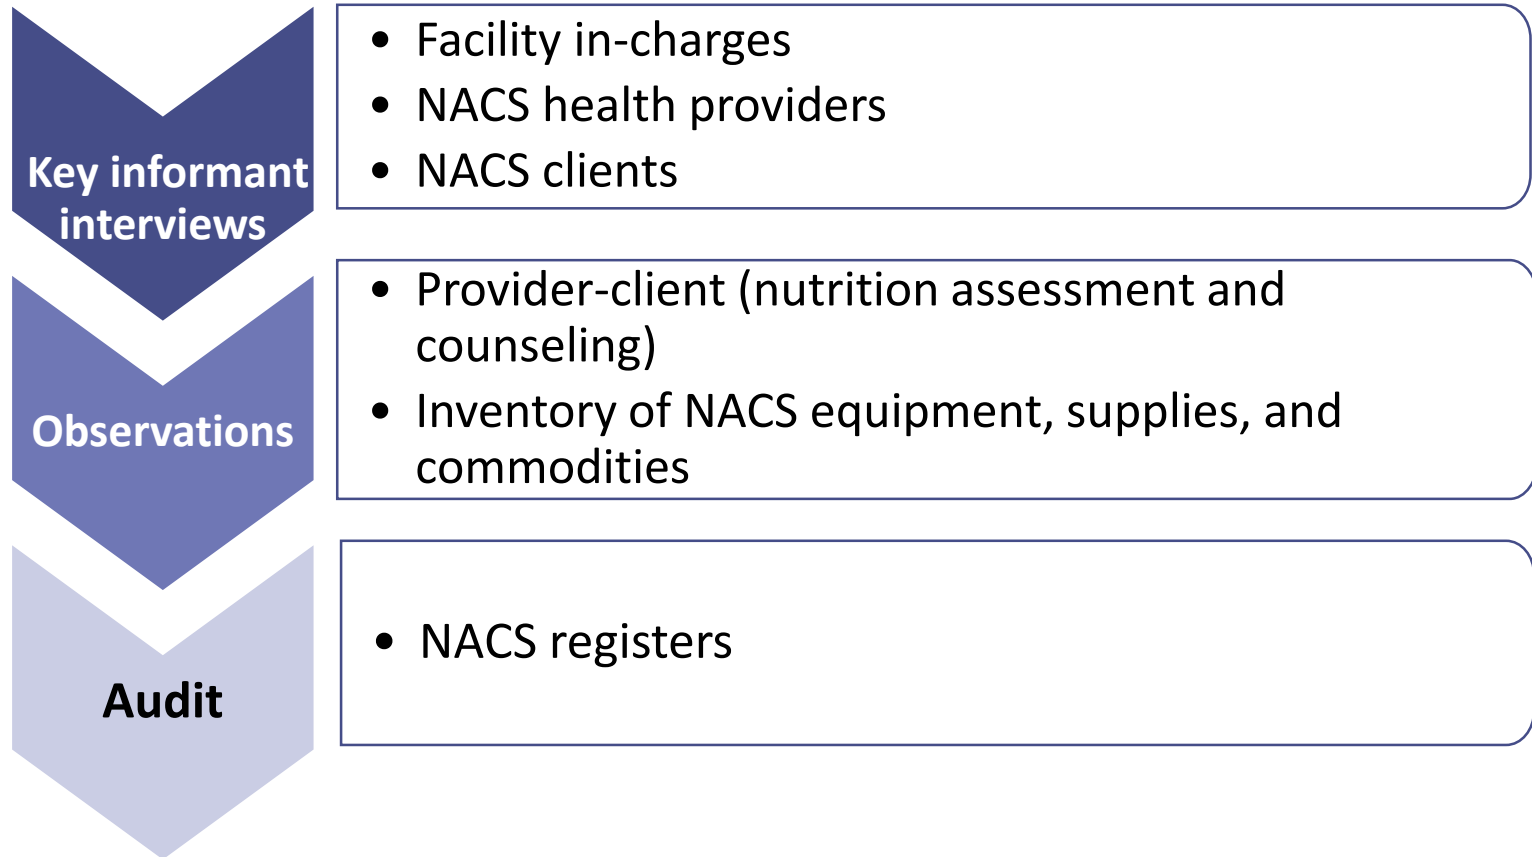 Key informant
interviews
• Facility in-charges
• NACS health providers
• NACS clients
Observations
• Provider-client (nutrition assessment and
counseling)
• Inventory of NACS equipment, supplies, and
commodities
Audit
• NACS registers